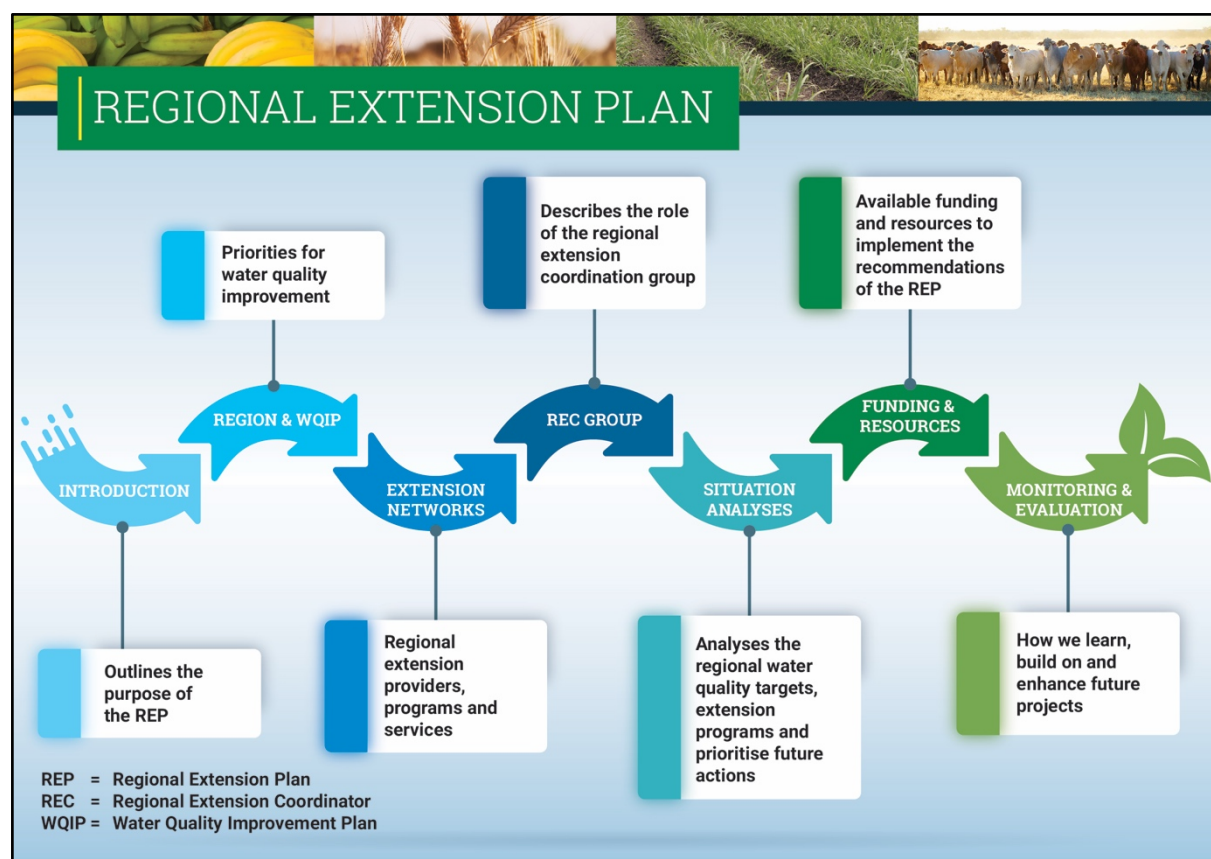 REGIONAL EXTENSION PLAN
Priorities for
water quality
improvement
Describes the role
of the regional
extension
coordination group
Available funding
and resources to
implement the
recommendations
of the REP
INTRODUCTION
REGION & WQIP
EXTENSION
NETWORKS
REC GROUP
SITUATION
ANALYSES
FUNDING &
RESOURCES
MONITORING &
EVALUATION
Outlines the
purpose of
the REP
Regional
extension
providers,
programs and
services
Analyses the
regional water
quality targets,
extension
programs and
prioritise future
actions
How we learn,
build on and
enhance future
projects
REP = Regional Extension Plan
REC = Regional Extension Coordinator
WQIP = Water Quality Improvement Plan